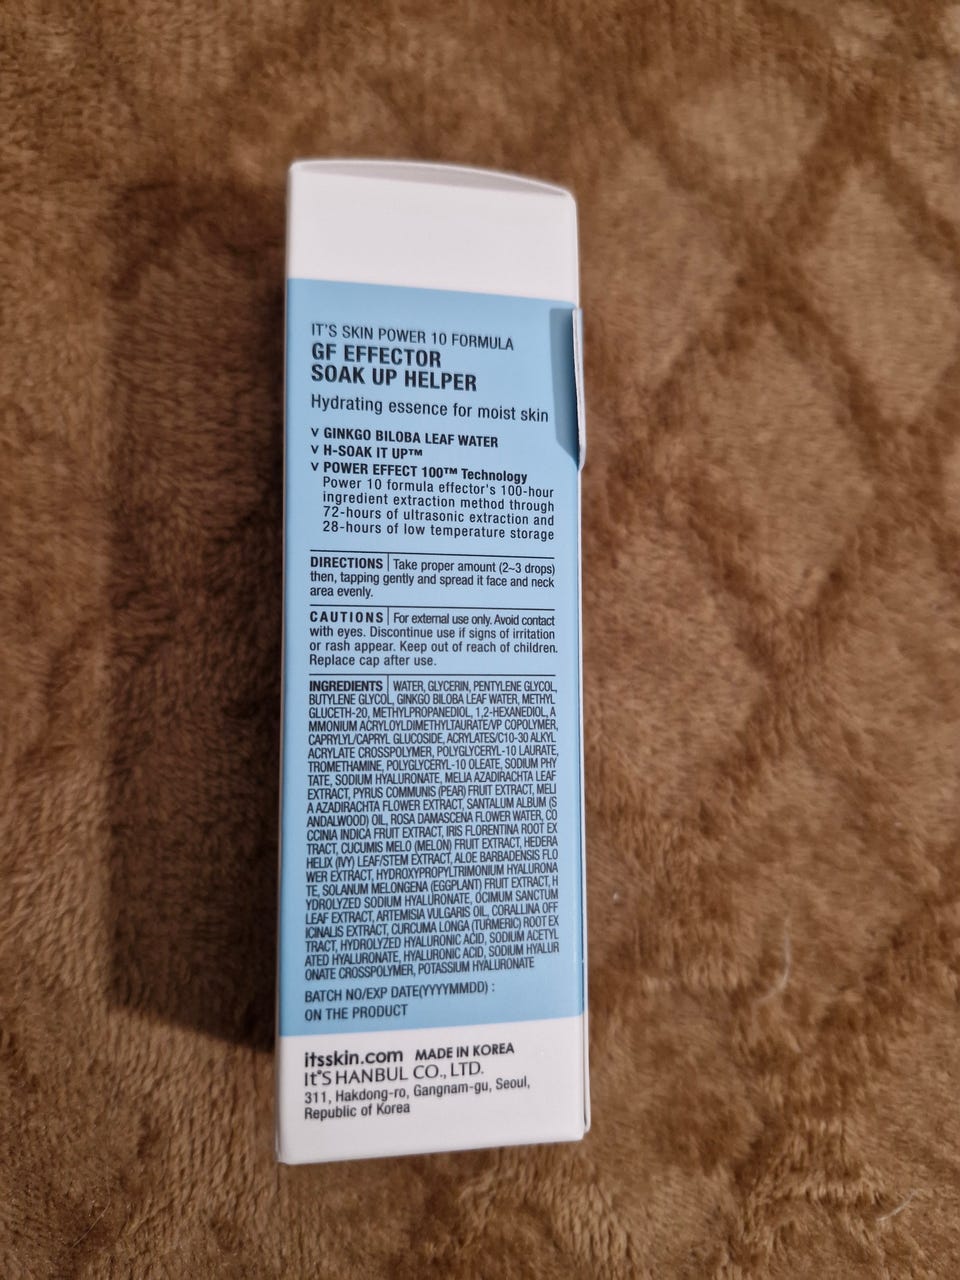 IT'S SKIN POWER 10 FORMULA
GF EFFECTOR
SOAK UP HELPER
Hydrating essence for moist skin
V GINKGO BILOBA LEAF WATER
V H-SOAK IT UP™
V POWER EFFECT 100™ Technology
Power 10 formula effector's 100-hour
ingredient extraction method through
72-hours of ultrasonic extraction and
28-hours of low temperature storage
DIRECTIONS | Take proper amount (2~3 drops)
then, tapping gently and spread it face and neck
area evenly.
CAUTIONS | For external use only. Avoid contact
with eyes. Discontinue use if signs of irritation
or rash appear. Keep out of reach of children.
Replace cap after use.
INGREDIENTS | WATER, GLYCERIN, PENTYLENE GLYCOL,
BUTYLENE GLYCOL, GINKGO BILOBA LEAF WATER, METHYL
GLUCETH-20, METHYLPROPANEDIOL, 1,2-HEXANEDIOL, A
MMONIUM ACRYLOYLDIMETHYLTAURATE/VP COPOLYMER,
CAPRYLYL/CAPRYL GLUCOSIDE, ACRYLATES/C10-30 ALKYL
ACRYLATE CROSSPOLYMER, POLYGLYCERYL-10 LAURATE,
TROMETHAMINE, POLYGLYCERYL-10 OLEATE, SODIUM PHY
TATE, SODIUM HYALURONATE, MELIA AZADIRACHTA LEAF
EXTRACT, PYRUS COMMUNIS (PEAR) FRUIT EXTRACT, MELI
A AZADIRACHTA FLOWER EXTRACT, SANTALUM ALBUM (S
ANDALWOOD) OIL, ROSA DAMASCENA FLOWER WATER, CO
CCINIA INDICA FRUIT EXTRACT, IRIS FLORENTINA ROOT EX
TRACT, CUCUMIS MELO (MELON) FRUIT EXTRACT, HEDERA
HELIX (IVY) LEAF/STEM EXTRACT, ALOE BARBADENSIS FLO
WER EXTRACT, HYDROXYPROPYLTRIMONIUM HYALURONA
TE, SOLANUM MELONGENA (EGGPLANT) FRUIT EXTRACT, H
YDROLYZED SODIUM HYALURONATE, OCIMUM SANCTUM
LEAF EXTRACT, ARTEMISIA VULGARIS OIL, CORALLINA OFF
ICINALIS EXTRACT, CURCUMA LONGA (TURMERIC) ROOT EX
TRACT, HYDROLYZED HYALURONIC ACID, SODIUM ACETYL
ATED HYALURONATE, HYALURONIC ACID, SODIUM HYALUR
ONATE CROSSPOLYMER, POTASSIUM HYALURONATE
BATCH NO/EXP DATE(YYYYMMDD) :
ON THE PRODUCT
itsskin.com MADE IN KOREA
It'S HANBUL CO., LTD.
311, Hakdong-ro, Gangnam-gu, Seoul,
Republic of Korea